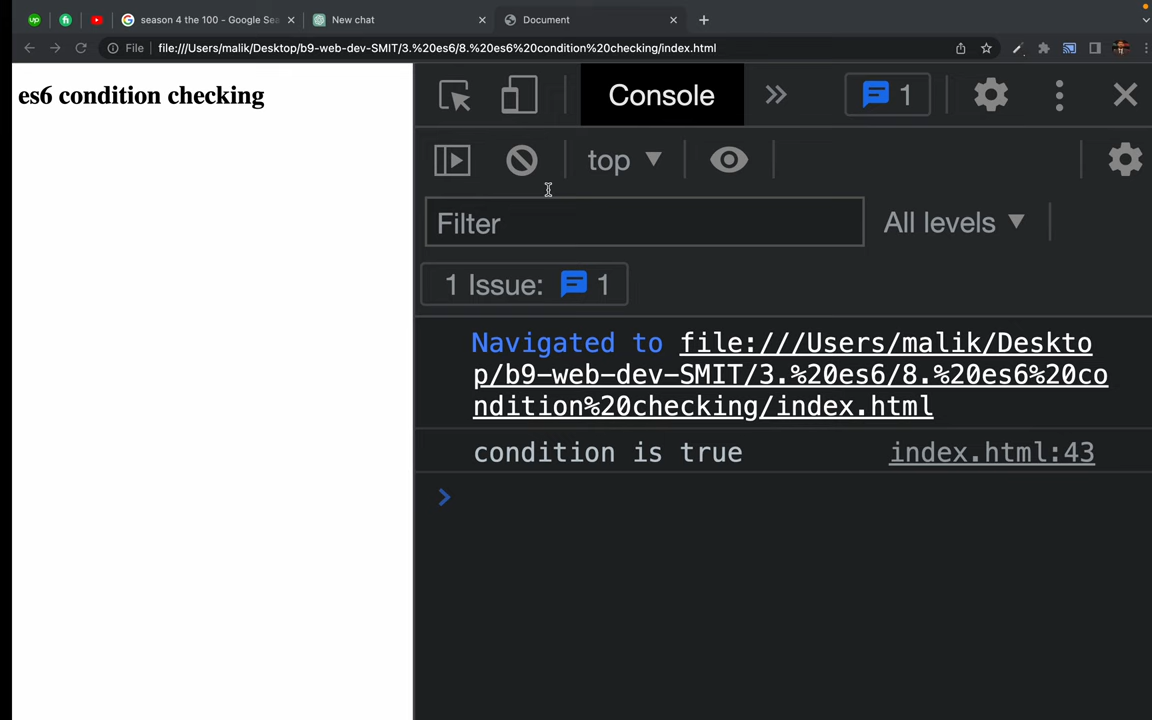 season 4 the 100 - Google Sea
New chat
Document
File
file:///Users/malik/Desktop/b9-web-dev-SMIT/3.%20es6/8.%20es6%20condition%20checking/index.html
es6 condition checking
Console
1
top
Filter
All levels
1 Issue: 1
Navigated to file:///Users/malik/Deskto
p/b9-web-dev-SMIT/3.%20es6/8.%20es6%20co
ndition%20checking/index.html
condition is true index.html:43